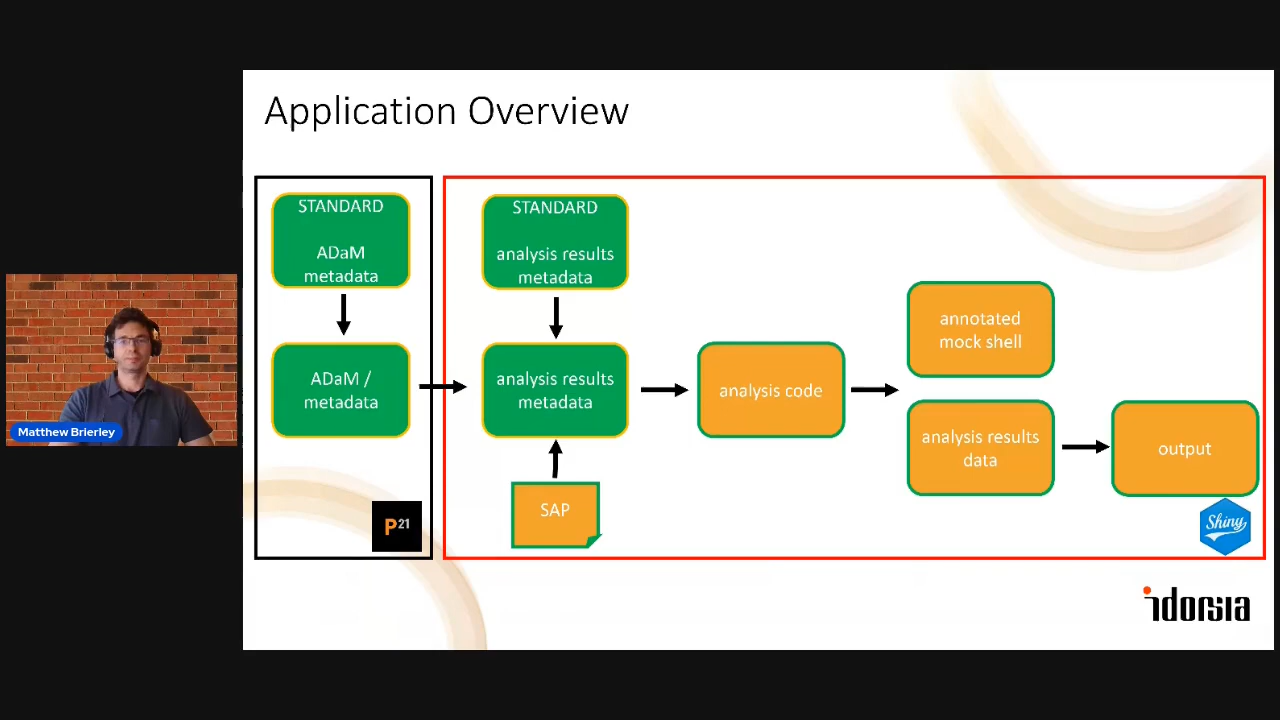 Application Overview
STANDARD
ADaM
metadata
ADaM /
metadata
P21
STANDARD
analysis results
metadata
analysis results
metadata
SAP
analysis code
annotated
mock shell
analysis results
data
output
Shiny
idorsia
Matthew Brierley